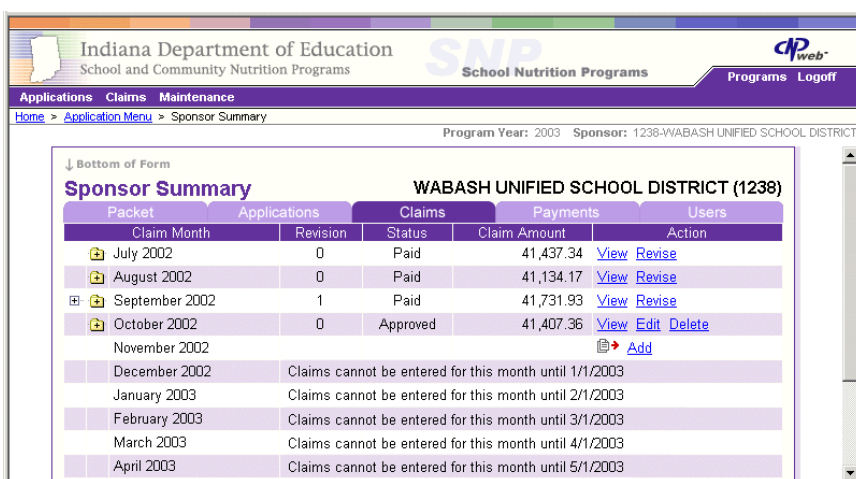 Indiana Department of Education
School and Community Nutrition Programs
SNP
School Nutrition Programs
CNPweb
Programs Logoff
Applications Claims Maintenance
Home > Application Menu > Sponsor Summary
Program Year: 2003 Sponsor: 1238-WABASH UNIFIED SCHOOL DISTRICT
↓ Bottom of Form
Sponsor Summary WABASH UNIFIED SCHOOL DISTRICT (1238)
Packet Applications Claims Payments Users
Claim Month Revision Status Claim Amount Action
July 2002 0 Paid 41,437.34 View Revise
August 2002 0 Paid 41,134.17 View Revise
September 2002 1 Paid 41,731.93 View Revise
October 2002 0 Approved 41,407.36 View Edit Delete
November 2002 Add
December 2002 Claims cannot be entered for this month until 1/1/2003
January 2003 Claims cannot be entered for this month until 2/1/2003
February 2003 Claims cannot be entered for this month until 3/1/2003
March 2003 Claims cannot be entered for this month until 4/1/2003
April 2003 Claims cannot be entered for this month until 5/1/2003